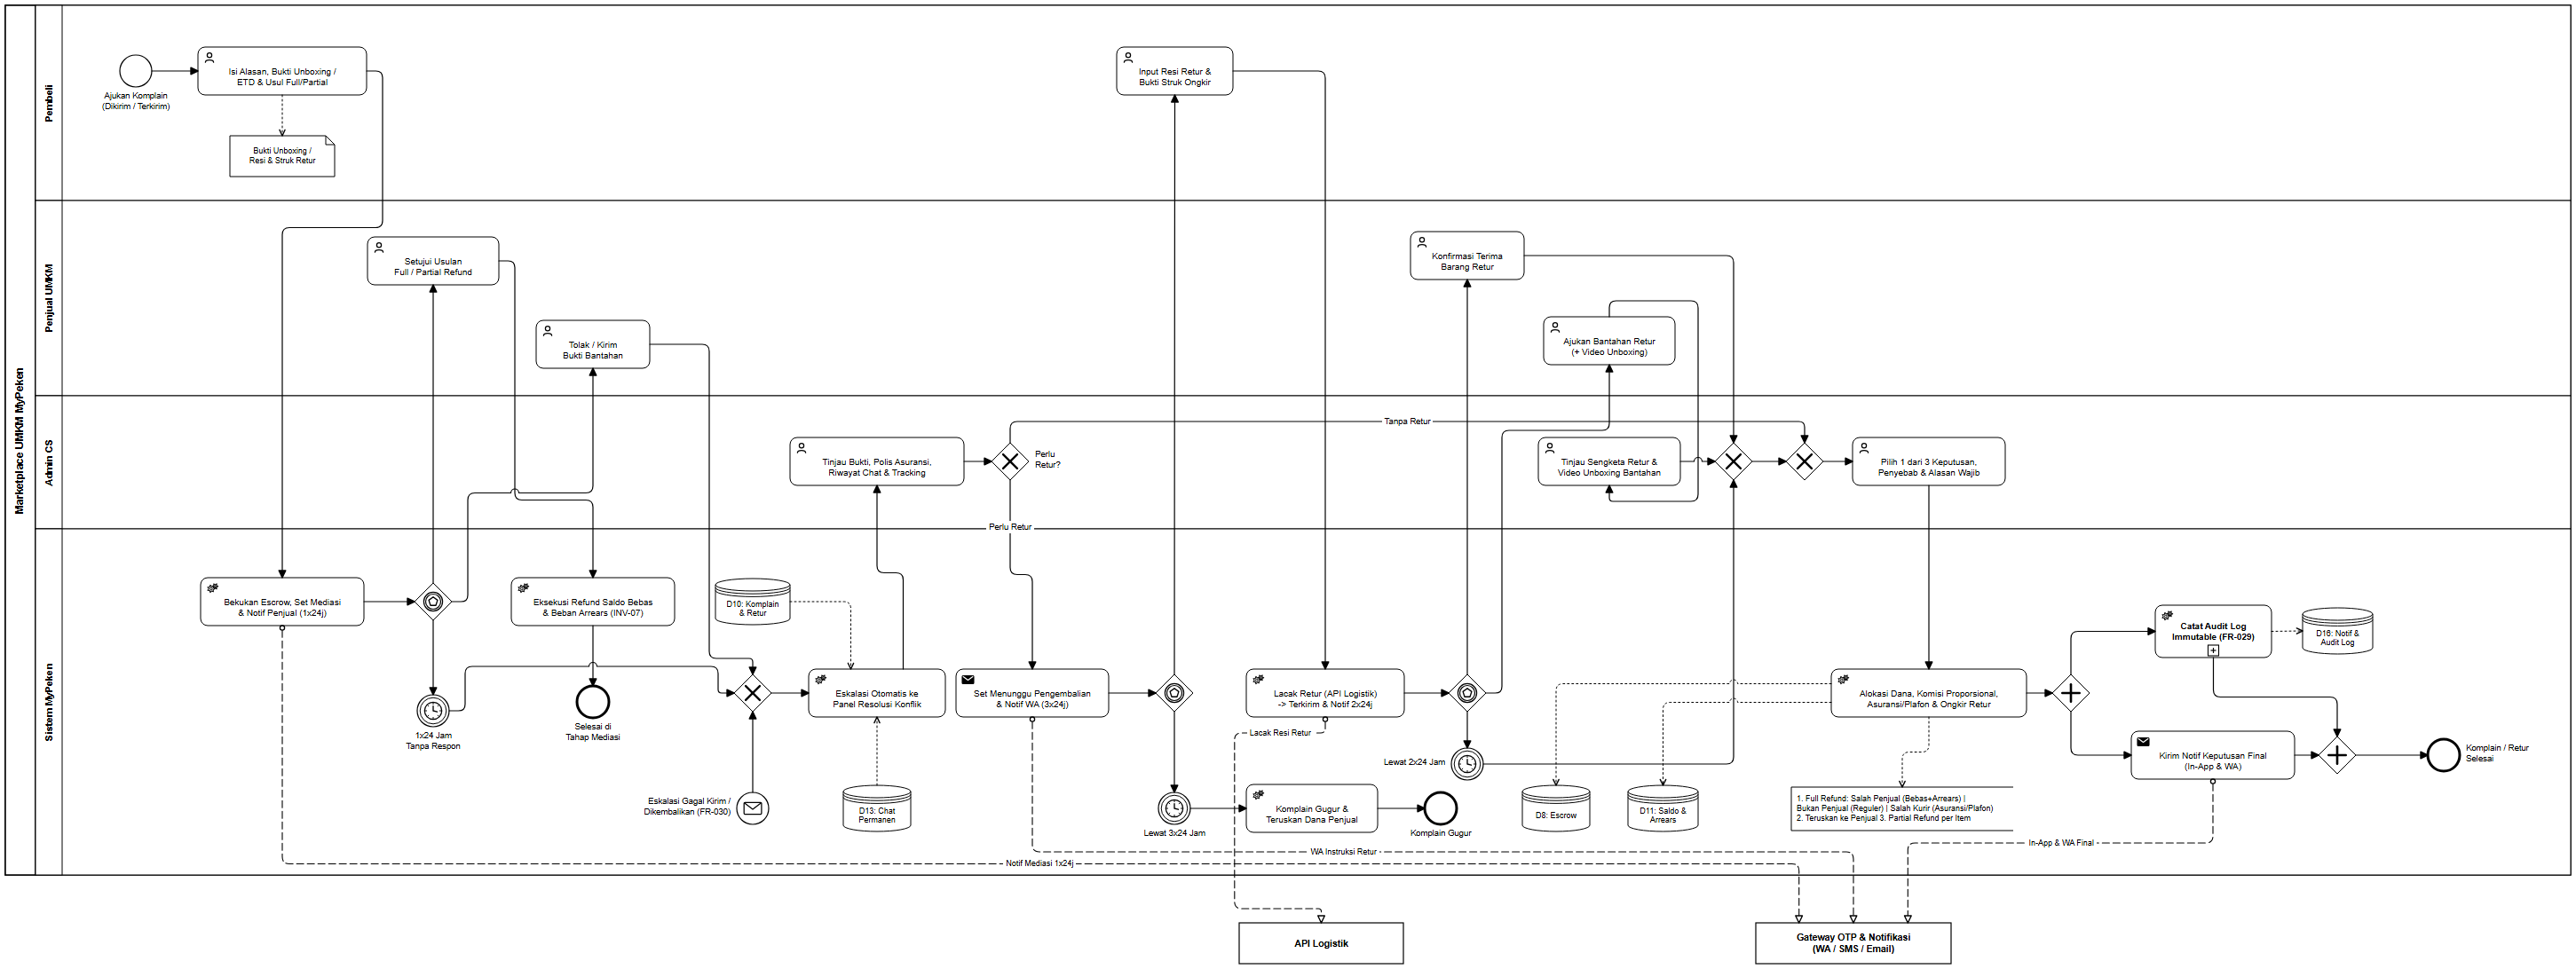 Marketplace UMKM MyPeken
Pembeli
Ajukan Komplain
(Dikirim / Terkirim)
Isi Alasan, Bukti Unboxing /
ETD & Usul Full/Partial
Bukti Unboxing /
Resi & Struk Retur
Input Resi Retur &
Bukti Struk Ongkir
Penjual UMKM
Setujui Usulan
Full / Partial Refund
Tolak / Kirim
Bukti Bantahan
Konfirmasi Terima
Barang Retur
Ajukan Bantahan Retur
(+ Video Unboxing)
Admin CS
Tinjau Bukti, Polis Asuransi,
Riwayat Chat & Tracking
Perlu
Retur?
Tanpa Retur
Perlu Retur
Tinjau Sengketa Retur &
Video Unboxing Bantahan
Pilih 1 dari 3 Keputusan,
Penyebab & Alasan Wajib
Sistem MyPeken
Bekukan Escrow, Set Mediasi
& Notif Penjual (1x24j)
1x24 Jam
Tanpa Respon
Eksekusi Refund Saldo Bebas
& Beban Arrears (INV-07)
Selesai di
Tahap Mediasi
D10: Komplain
& Retur
Eskalasi Gagal Kirim /
Dikembalikan (FR-030)
Eskalasi Otomatis ke
Panel Resolusi Konflik
D13: Chat
Permanen
Set Menunggu Pengembalian
& Notif WA (3x24j)
Lewat 3x24 Jam
Lacak Retur (API Logistik)
-> Terkirim & Notif 2x24j
Lacak Resi Retur
Komplain Gugur &
Teruskan Dana Penjual
Komplain Gugur
Lewat 2x24 Jam
D8: Escrow
D11: Saldo &
Arrears
Alokasi Dana, Komisi Proporsional,
Asuransi/Plafon & Ongkir Retur
1. Full Refund: Salah Penjual (Bebas+Arrears) |
Bukan Penjual (Reguler) | Salah Kurir (Asuransi/Plafon)
2. Teruskan ke Penjual 3. Partial Refund per Item
Catat Audit Log
Immutable (FR-029)
D16: Notif &
Audit Log
Kirim Notif Keputusan Final
(In-App & WA)
Komplain / Retur
Selesai
In-App & WA Final
WA Instruksi Retur
Notif Mediasi 1x24j
API Logistik
Gateway OTP & Notifikasi
(WA / SMS / Email)